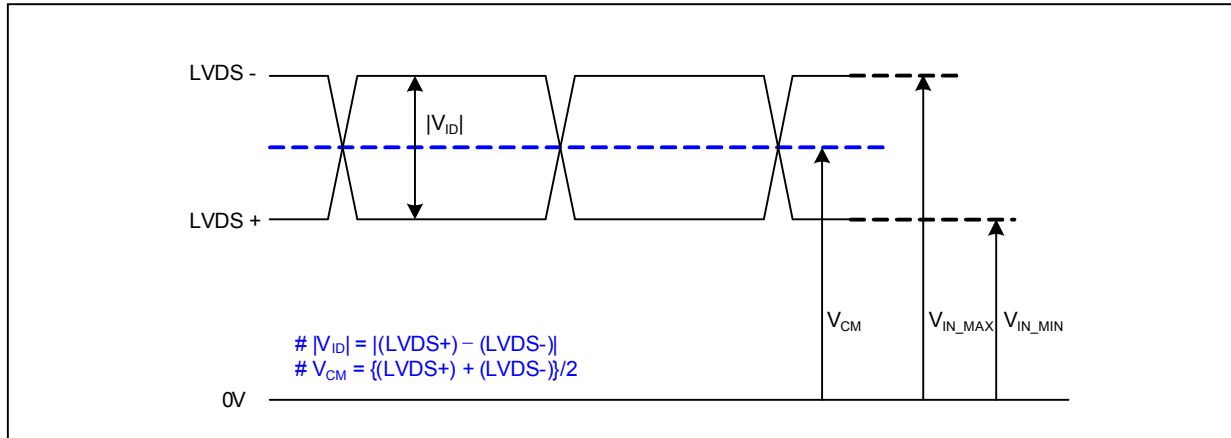 LVDS -
|V_ID|
LVDS +
V_CM
V_IN_MAX
V_IN_MIN
# |V_ID| = |(LVDS+) − (LVDS-)|
# V_CM = {(LVDS+) + (LVDS-)}/2
0V